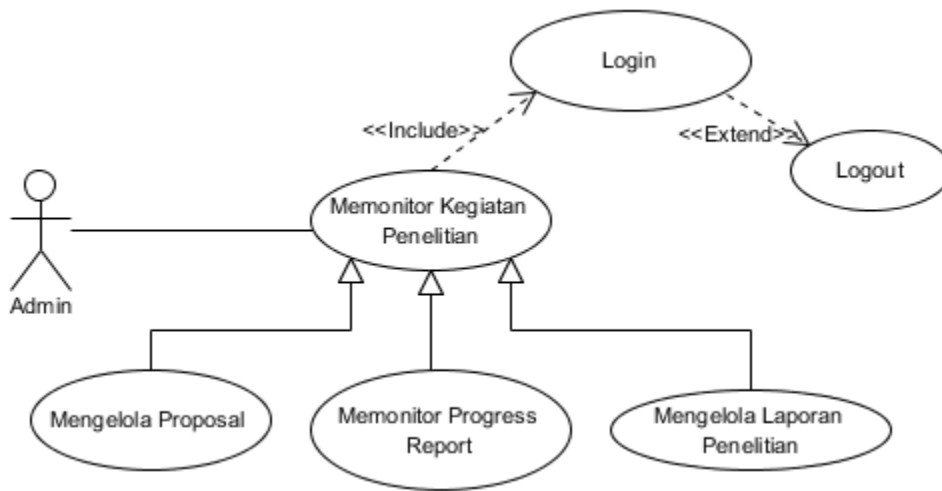 Login
<<Include>>
<<Extend>>
Logout
Memonitor Kegiatan
Penelitian
Admin
Mengelola Proposal
Memonitor Progress
Report
Mengelola Laporan
Penelitian